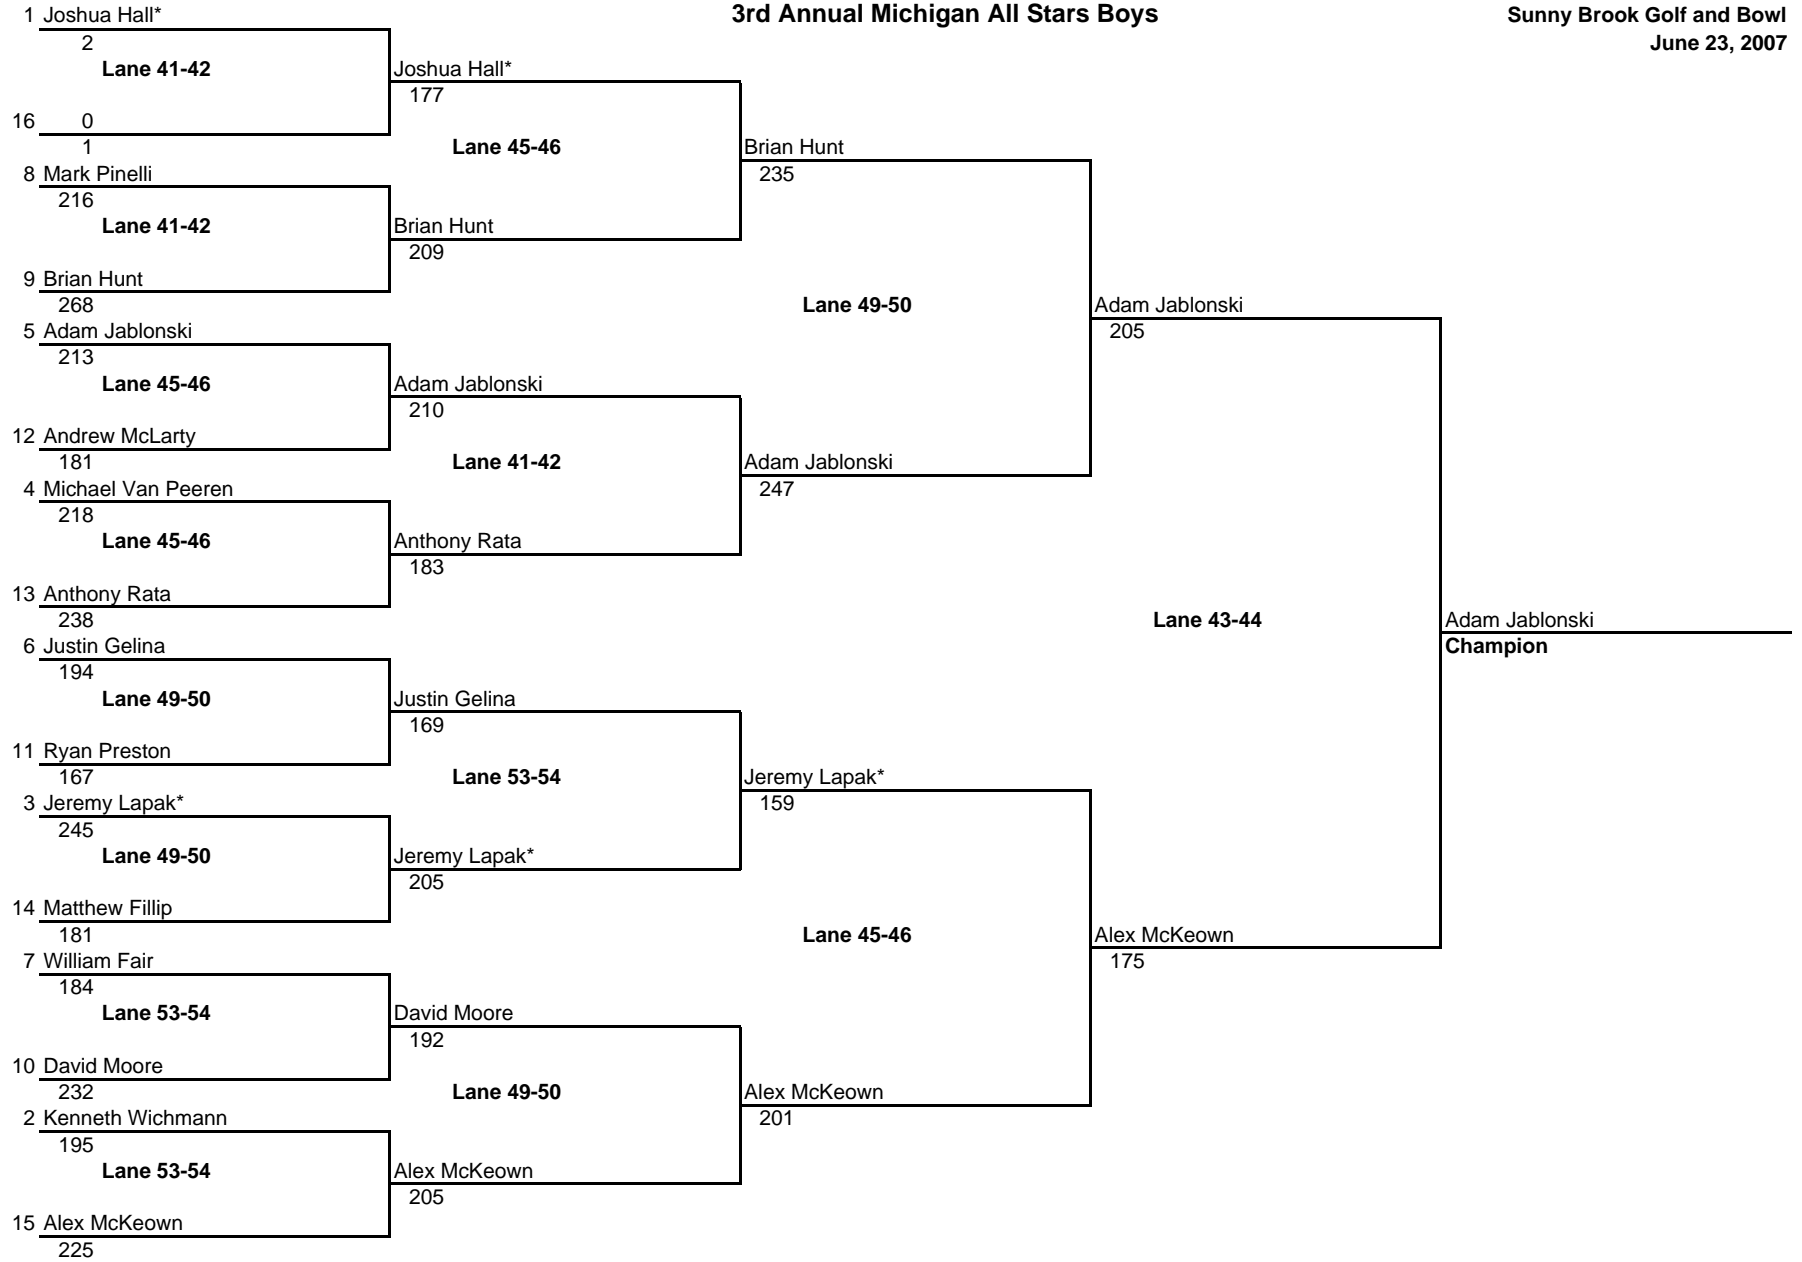 3rd Annual Michigan All Stars Boys
Sunny Brook Golf and Bowl
June 23, 2007
1 Joshua Hall*
2
Lane 41-42
16 0
1
8 Mark Pinelli
216
Lane 41-42
9 Brian Hunt
268
5 Adam Jablonski
213
Lane 45-46
12 Andrew McLarty
181
4 Michael Van Peeren
218
Lane 45-46
13 Anthony Rata
238
6 Justin Gelina
194
Lane 49-50
11 Ryan Preston
167
3 Jeremy Lapak*
245
Lane 49-50
14 Matthew Fillip
181
7 William Fair
184
Lane 53-54
10 David Moore
232
2 Kenneth Wichmann
195
Lane 53-54
15 Alex McKeown
225
Joshua Hall*
177
Lane 45-46
Brian Hunt
209
Adam Jablonski
210
Lane 41-42
Anthony Rata
183
Justin Gelina
169
Lane 53-54
Jeremy Lapak*
205
David Moore
192
Lane 49-50
Alex McKeown
205
Brian Hunt
235
Lane 49-50
Adam Jablonski
247
Jeremy Lapak*
159
Lane 45-46
Alex McKeown
201
Adam Jablonski
205
Lane 43-44
Alex McKeown
175
Adam Jablonski
Champion